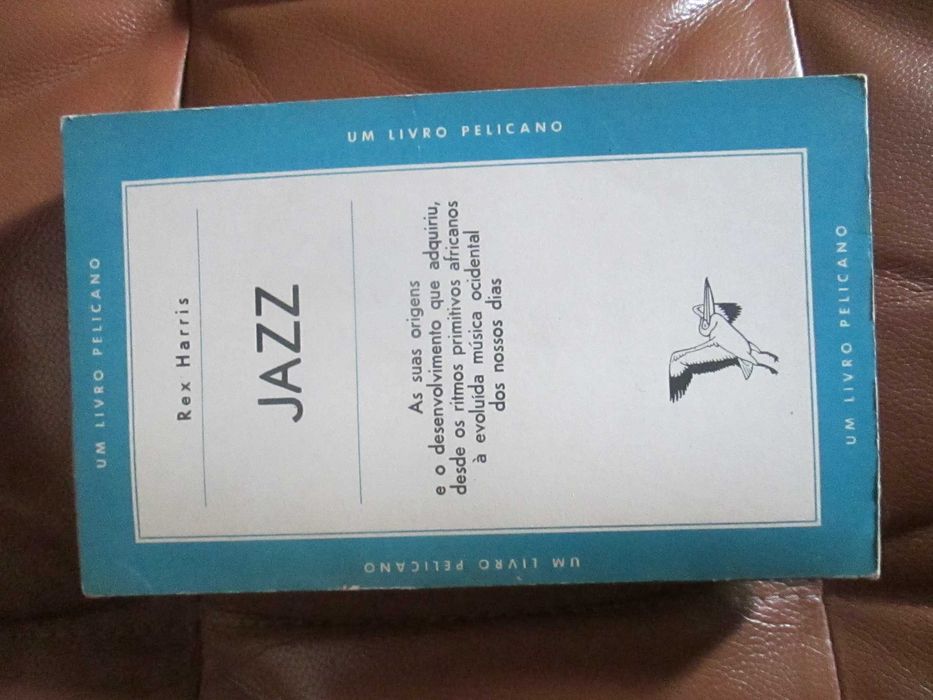 UM LIVRO PELICANO
Rex Harris
JAZZ
As suas origens
e o desenvolvimento que adquiriu,
desde os ritmos primitivos africanos
à evoluída música ocidental
dos nossos dias
UM LIVRO PELICANO
UM LIVRO PELICANO
UM LIVRO PELICANO